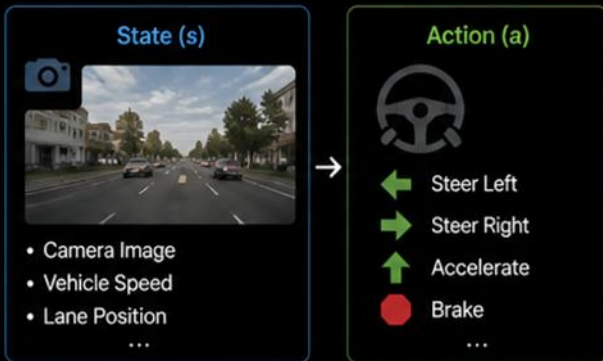 State (s)
• Camera Image
• Vehicle Speed
• Lane Position
...
Action (a)
Steer Left
Steer Right
Accelerate
Brake
...